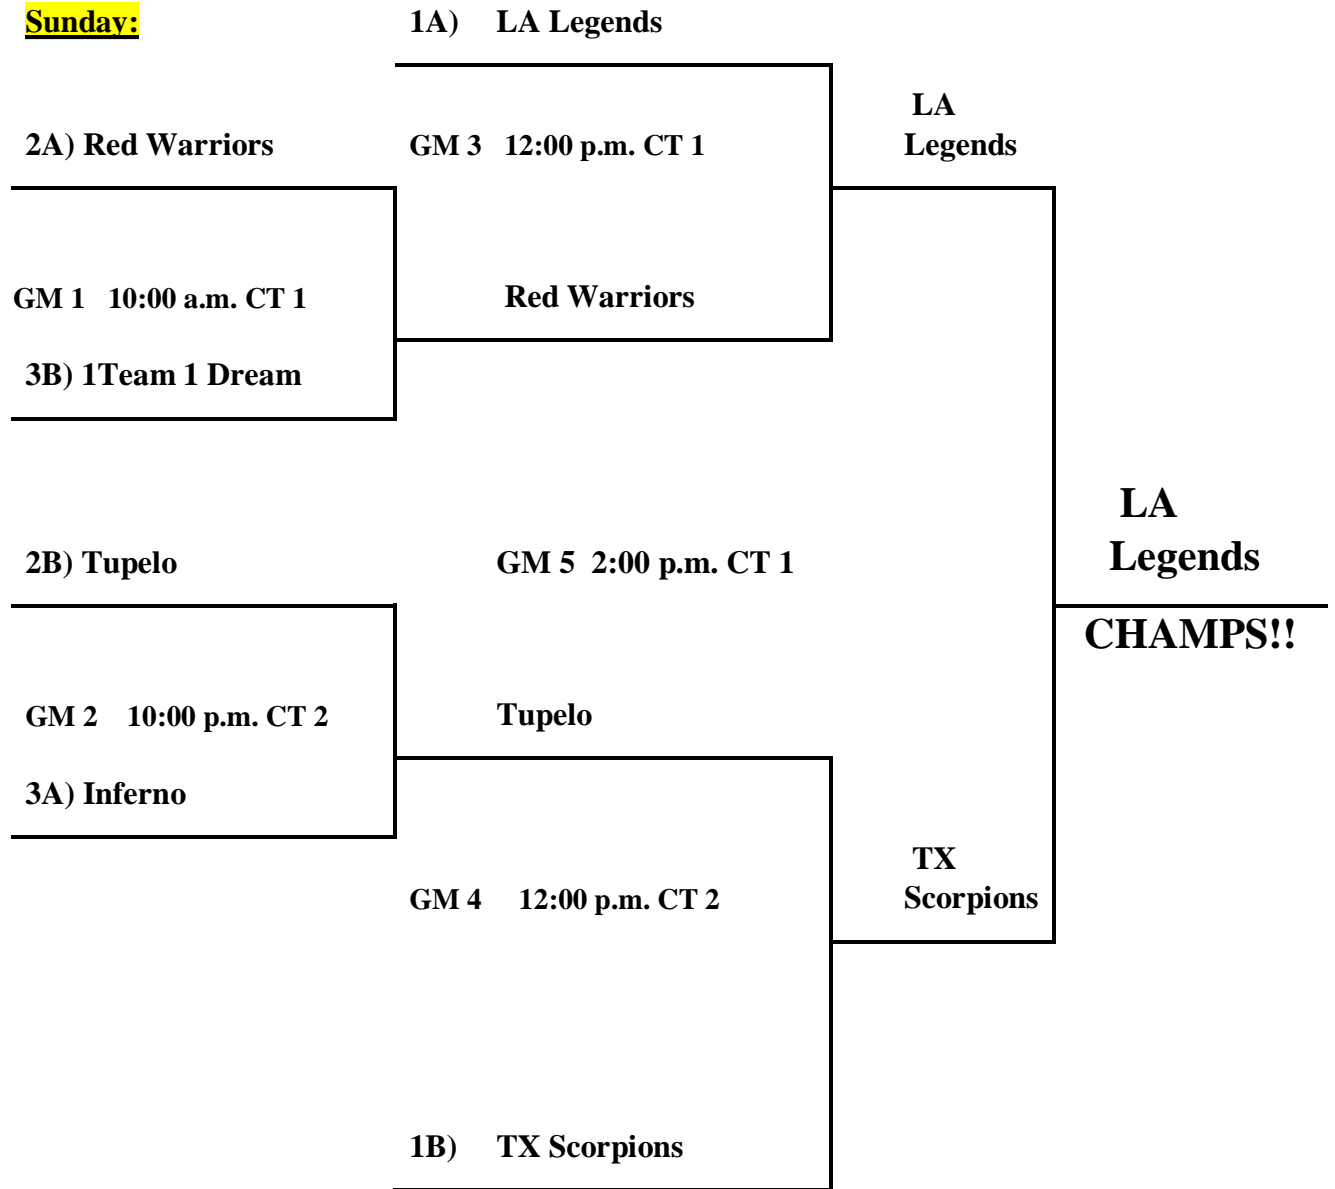 Sunday:
1A) LA Legends
LA
Legends
2A) Red Warriors
GM 3 12:00 p.m. CT 1
GM 1 10:00 a.m. CT 1
Red Warriors
3B) 1Team 1 Dream
LA
Legends
CHAMPS!!
2B) Tupelo
GM 5 2:00 p.m. CT 1
GM 2 10:00 p.m. CT 2
Tupelo
3A) Inferno
TX
Scorpions
GM 4 12:00 p.m. CT 2
1B) TX Scorpions